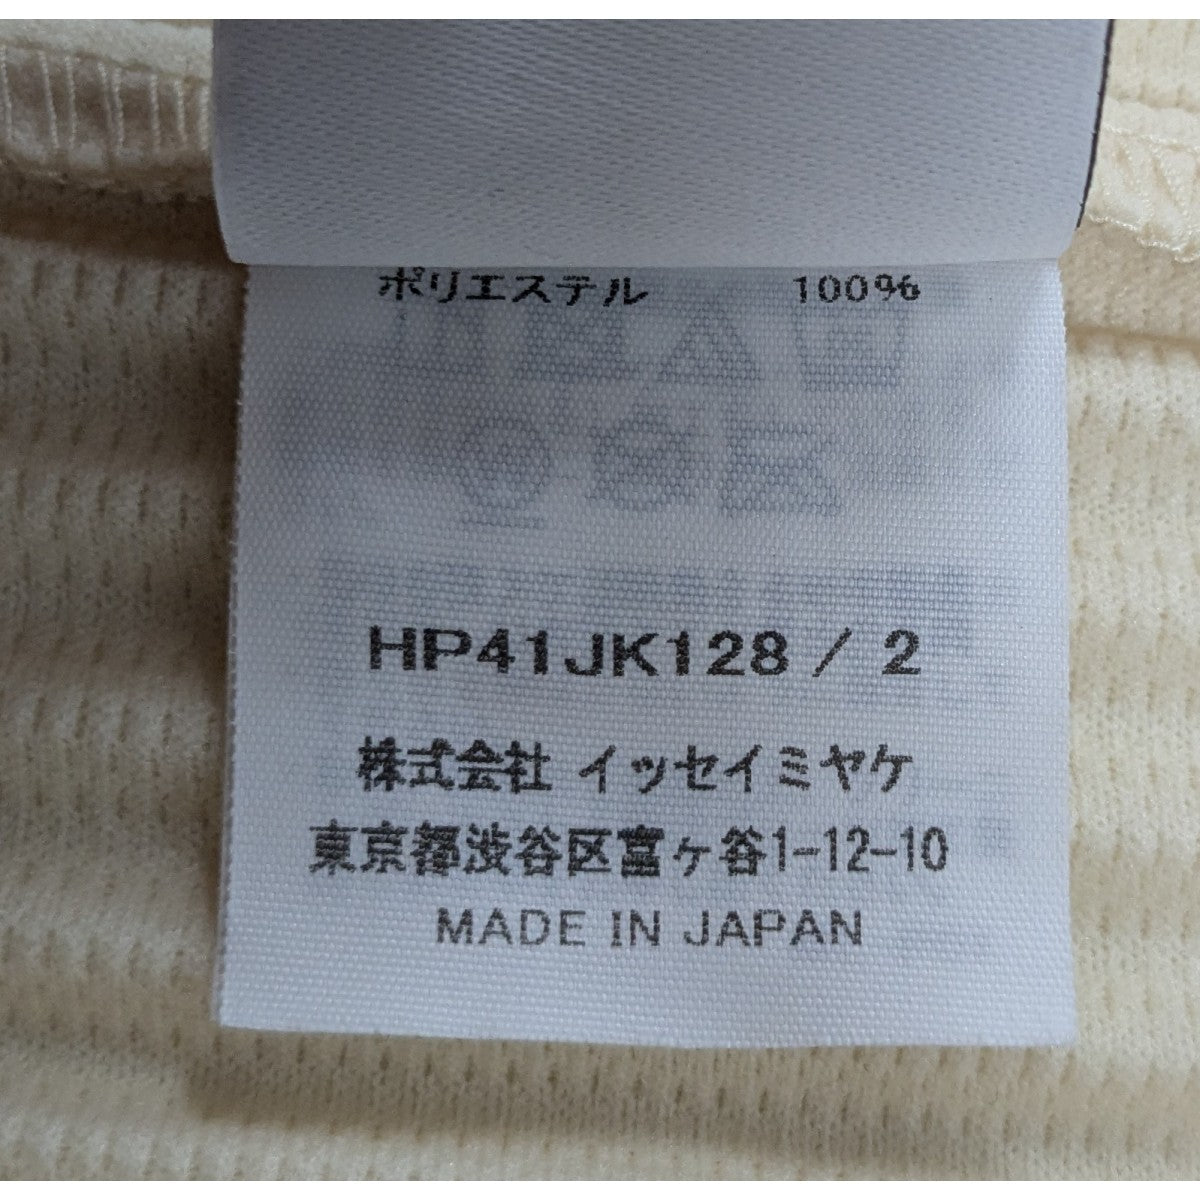 ポリエステル 100%
HP41JK128 / 2
株式会社 イッセイミヤケ
東京都渋谷区富ヶ谷1-12-10
MADE IN JAPAN